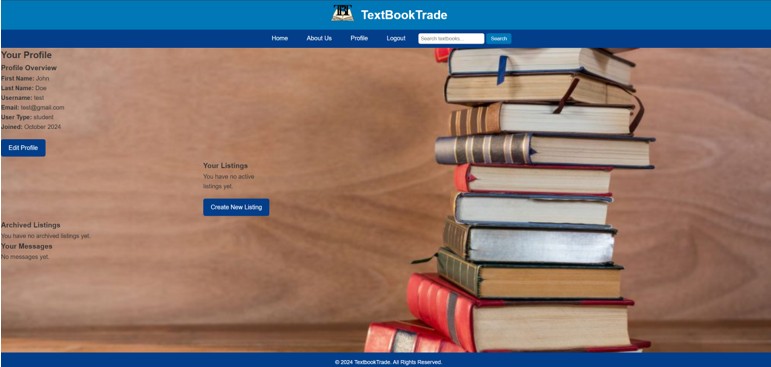 TextBookTrade
Home About Us Profile Logout Search textbooks... Search
Your Profile
Profile Overview
First Name: John
Last Name: Doe
Username: test
Email: test@gmail.com
User Type: student
Joined: October 2024
Edit Profile
Your Listings
You have no active
listings yet.
Create New Listing
Archived Listings
You have no archived listings yet.
Your Messages
No messages yet.
© 2024 TextbookTrade. All Rights Reserved.